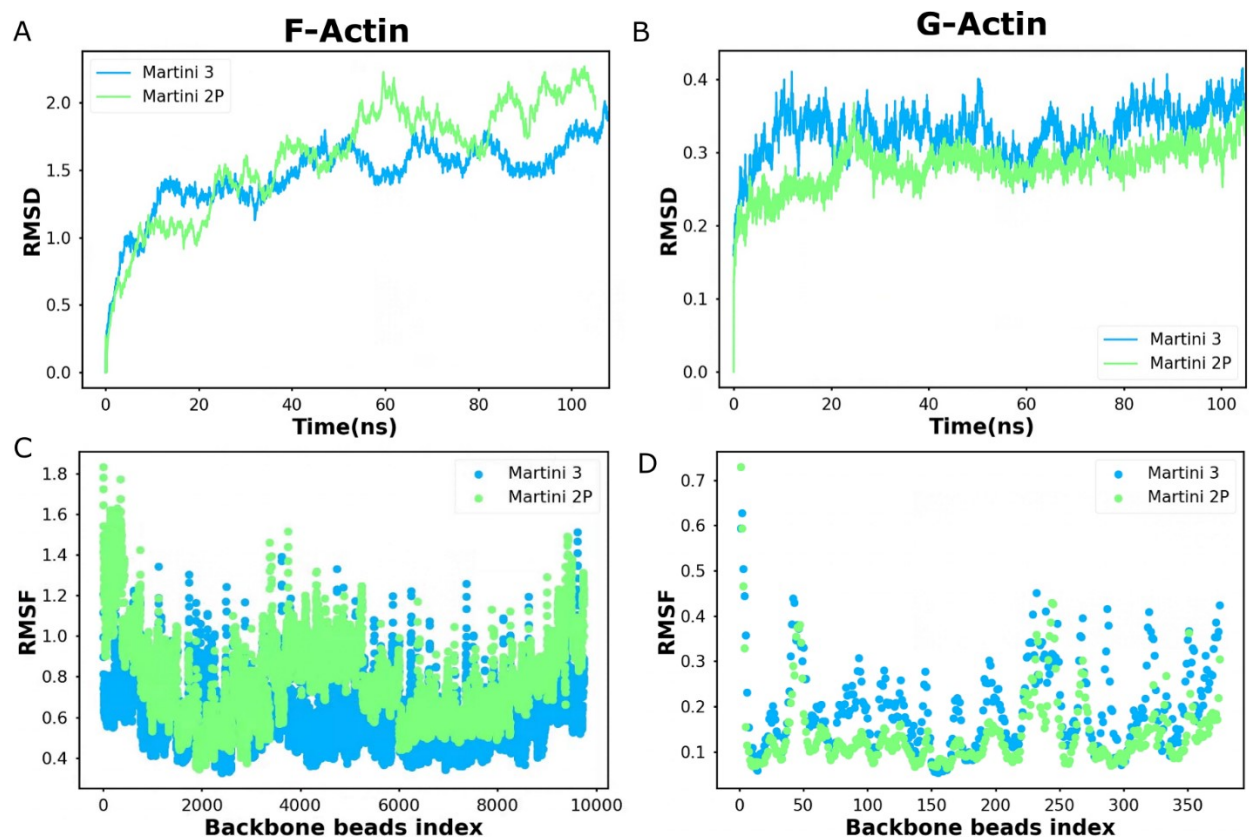 A
F-Actin
Martini 3
Martini 2P
RMSD
2.0
1.5
1.0
0.5
0.0
0 20 40 60 80 100
Time(ns)
B
G-Actin
RMSD
0.4
0.3
0.2
0.1
0.0
Martini 3
Martini 2P
0 20 40 60 80 100
Time(ns)
C
Martini 3
Martini 2P
RMSF
1.8
1.6
1.4
1.2
1.0
0.8
0.6
0.4
0 2000 4000 6000 8000 10000
Backbone beads index
D
Martini 3
Martini 2P
RMSF
0.7
0.6
0.5
0.4
0.3
0.2
0.1
0 50 100 150 200 250 300 350
Backbone beads index